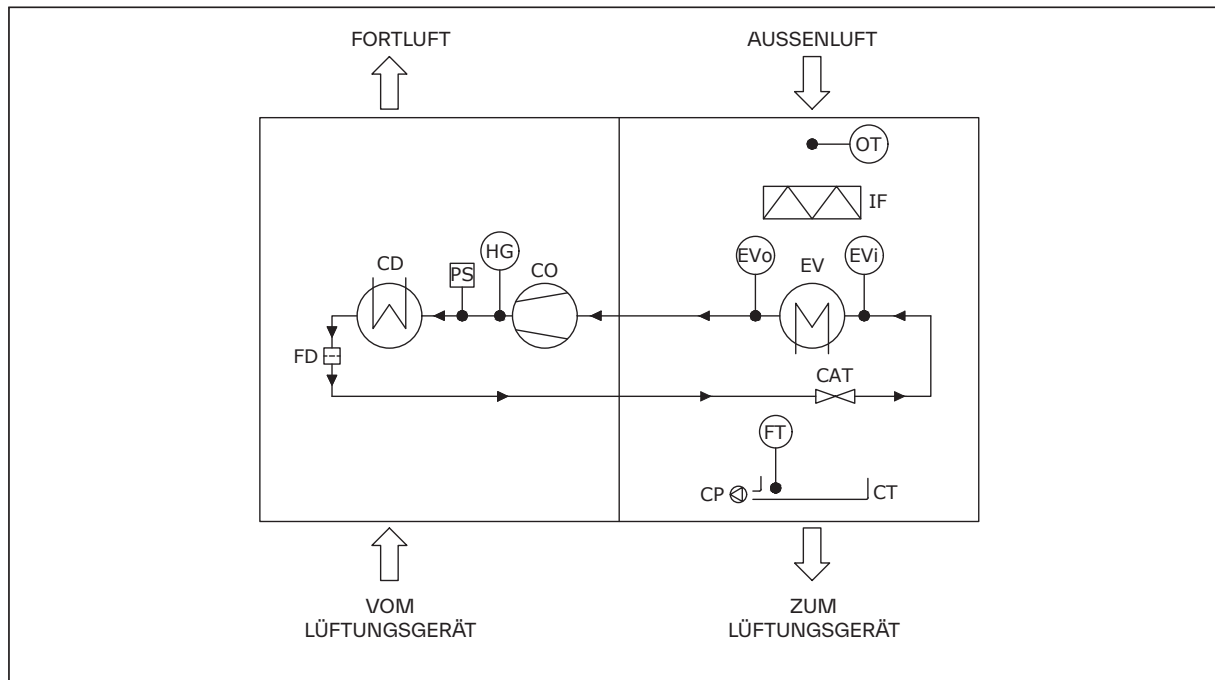 FORTLUFT
AUSSENLUFT
OT
IF
HG
EVo
EVi
CD
PS
CO
EV
FD
CAT
FT
CP
CT
VOM
LÜFTUNGSGERÄT
ZUM
LÜFTUNGSGERÄT